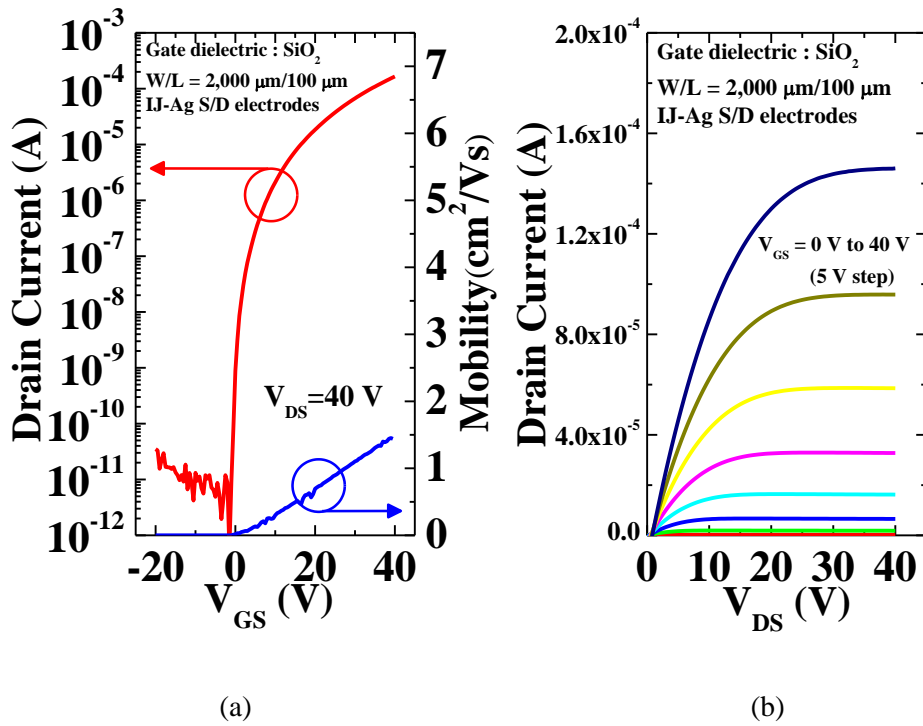 Gate dielectric : SiO2
W/L = 2,000 μm/100 μm
IJ-Ag S/D electrodes
VDS=40 V
Drain Current (A)
10-3
10-4
10-5
10-6
10-7
10-8
10-9
10-10
10-11
10-12
Mobility(cm2/Vs)
7
6
5
4
3
2
1
0
-20 0 20 40
VGS (V)
(a)
Gate dielectric : SiO2
W/L = 2,000 μm/100 μm
IJ-Ag S/D electrodes
VGS = 0 V to 40 V
(5 V step)
Drain Current (A)
2.0x10-4
1.6x10-4
1.2x10-4
8.0x10-5
4.0x10-5
0.0
0 10 20 30 40
VDS (V)
(b)